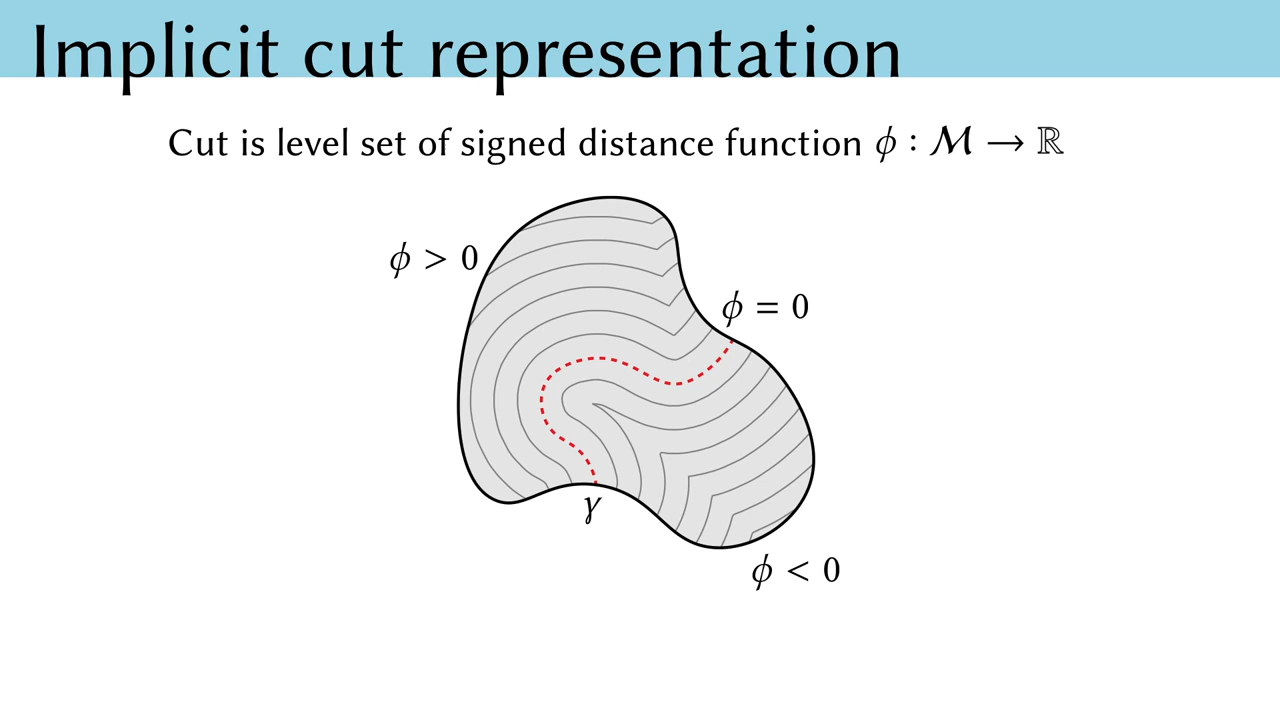 Implicit cut representation
Cut is level set of signed distance function ϕ : ℳ → ℝ
ϕ > 0
ϕ = 0
γ
ϕ < 0